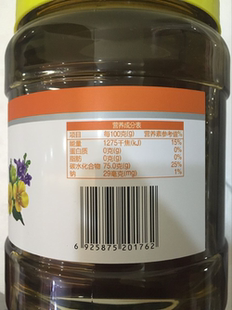 营养成分表
项目 每100克(g) 营养素参考值%
能量 1275千焦(kJ) 15%
蛋白质 0克(g) 0%
脂肪 0克(g) 0%
碳水化合物 75.0克(g) 25%
钠 29毫克(mg) 1%
6925875201762